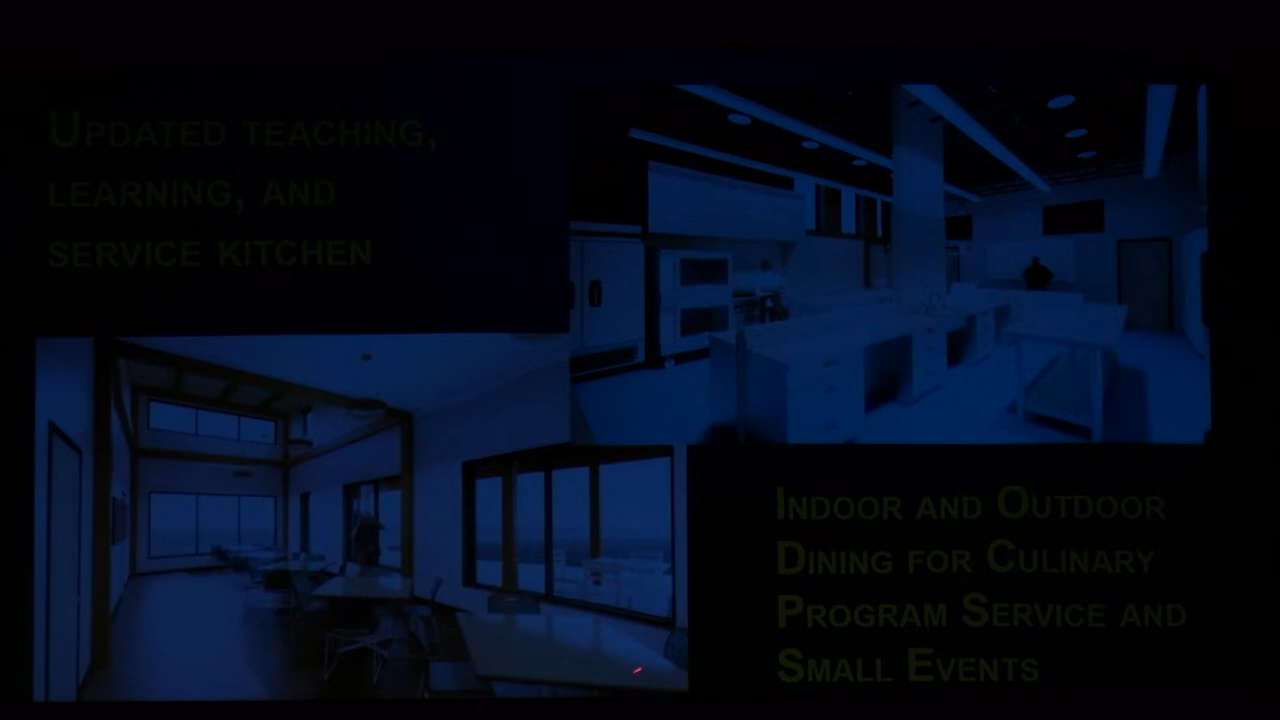 Updated teaching,
learning, and
service kitchen
Indoor and Outdoor
Dining for Culinary
Program Service and
Small Events